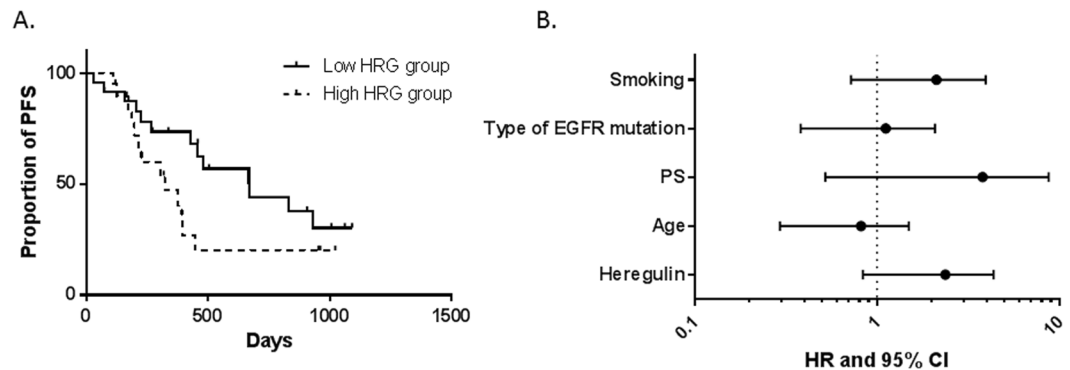 A.
Proportion of PFS
100
50
0
0
500
1000
1500
Days
Low HRG group
High HRG group
B.
Smoking
Type of EGFR mutation
PS
Age
Heregulin
0.1
1
10
HR and 95% CI